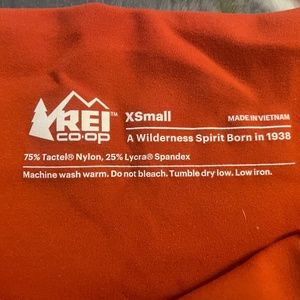 REI™
co·op
XSmall
MADE IN VIETNAM
A Wilderness Spirit Born in 1938
75% Tactel® Nylon, 25% Lycra® Spandex
Machine wash warm. Do not bleach. Tumble dry low. Low iron.